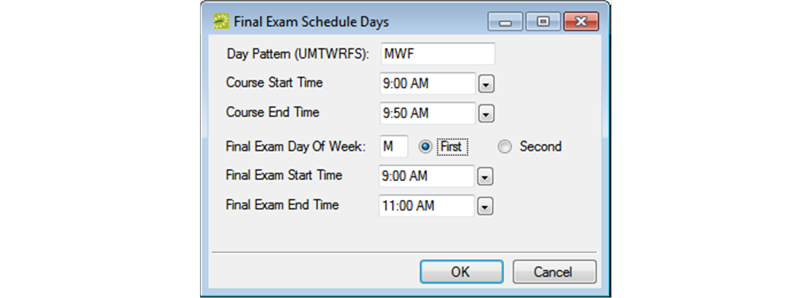 Final Exam Schedule Days
Day Pattern (UMTWRFS): MWF
Course Start Time 9:00 AM
Course End Time 9:50 AM
Final Exam Day Of Week: M First Second
Final Exam Start Time 9:00 AM
Final Exam End Time 11:00 AM
OK Cancel